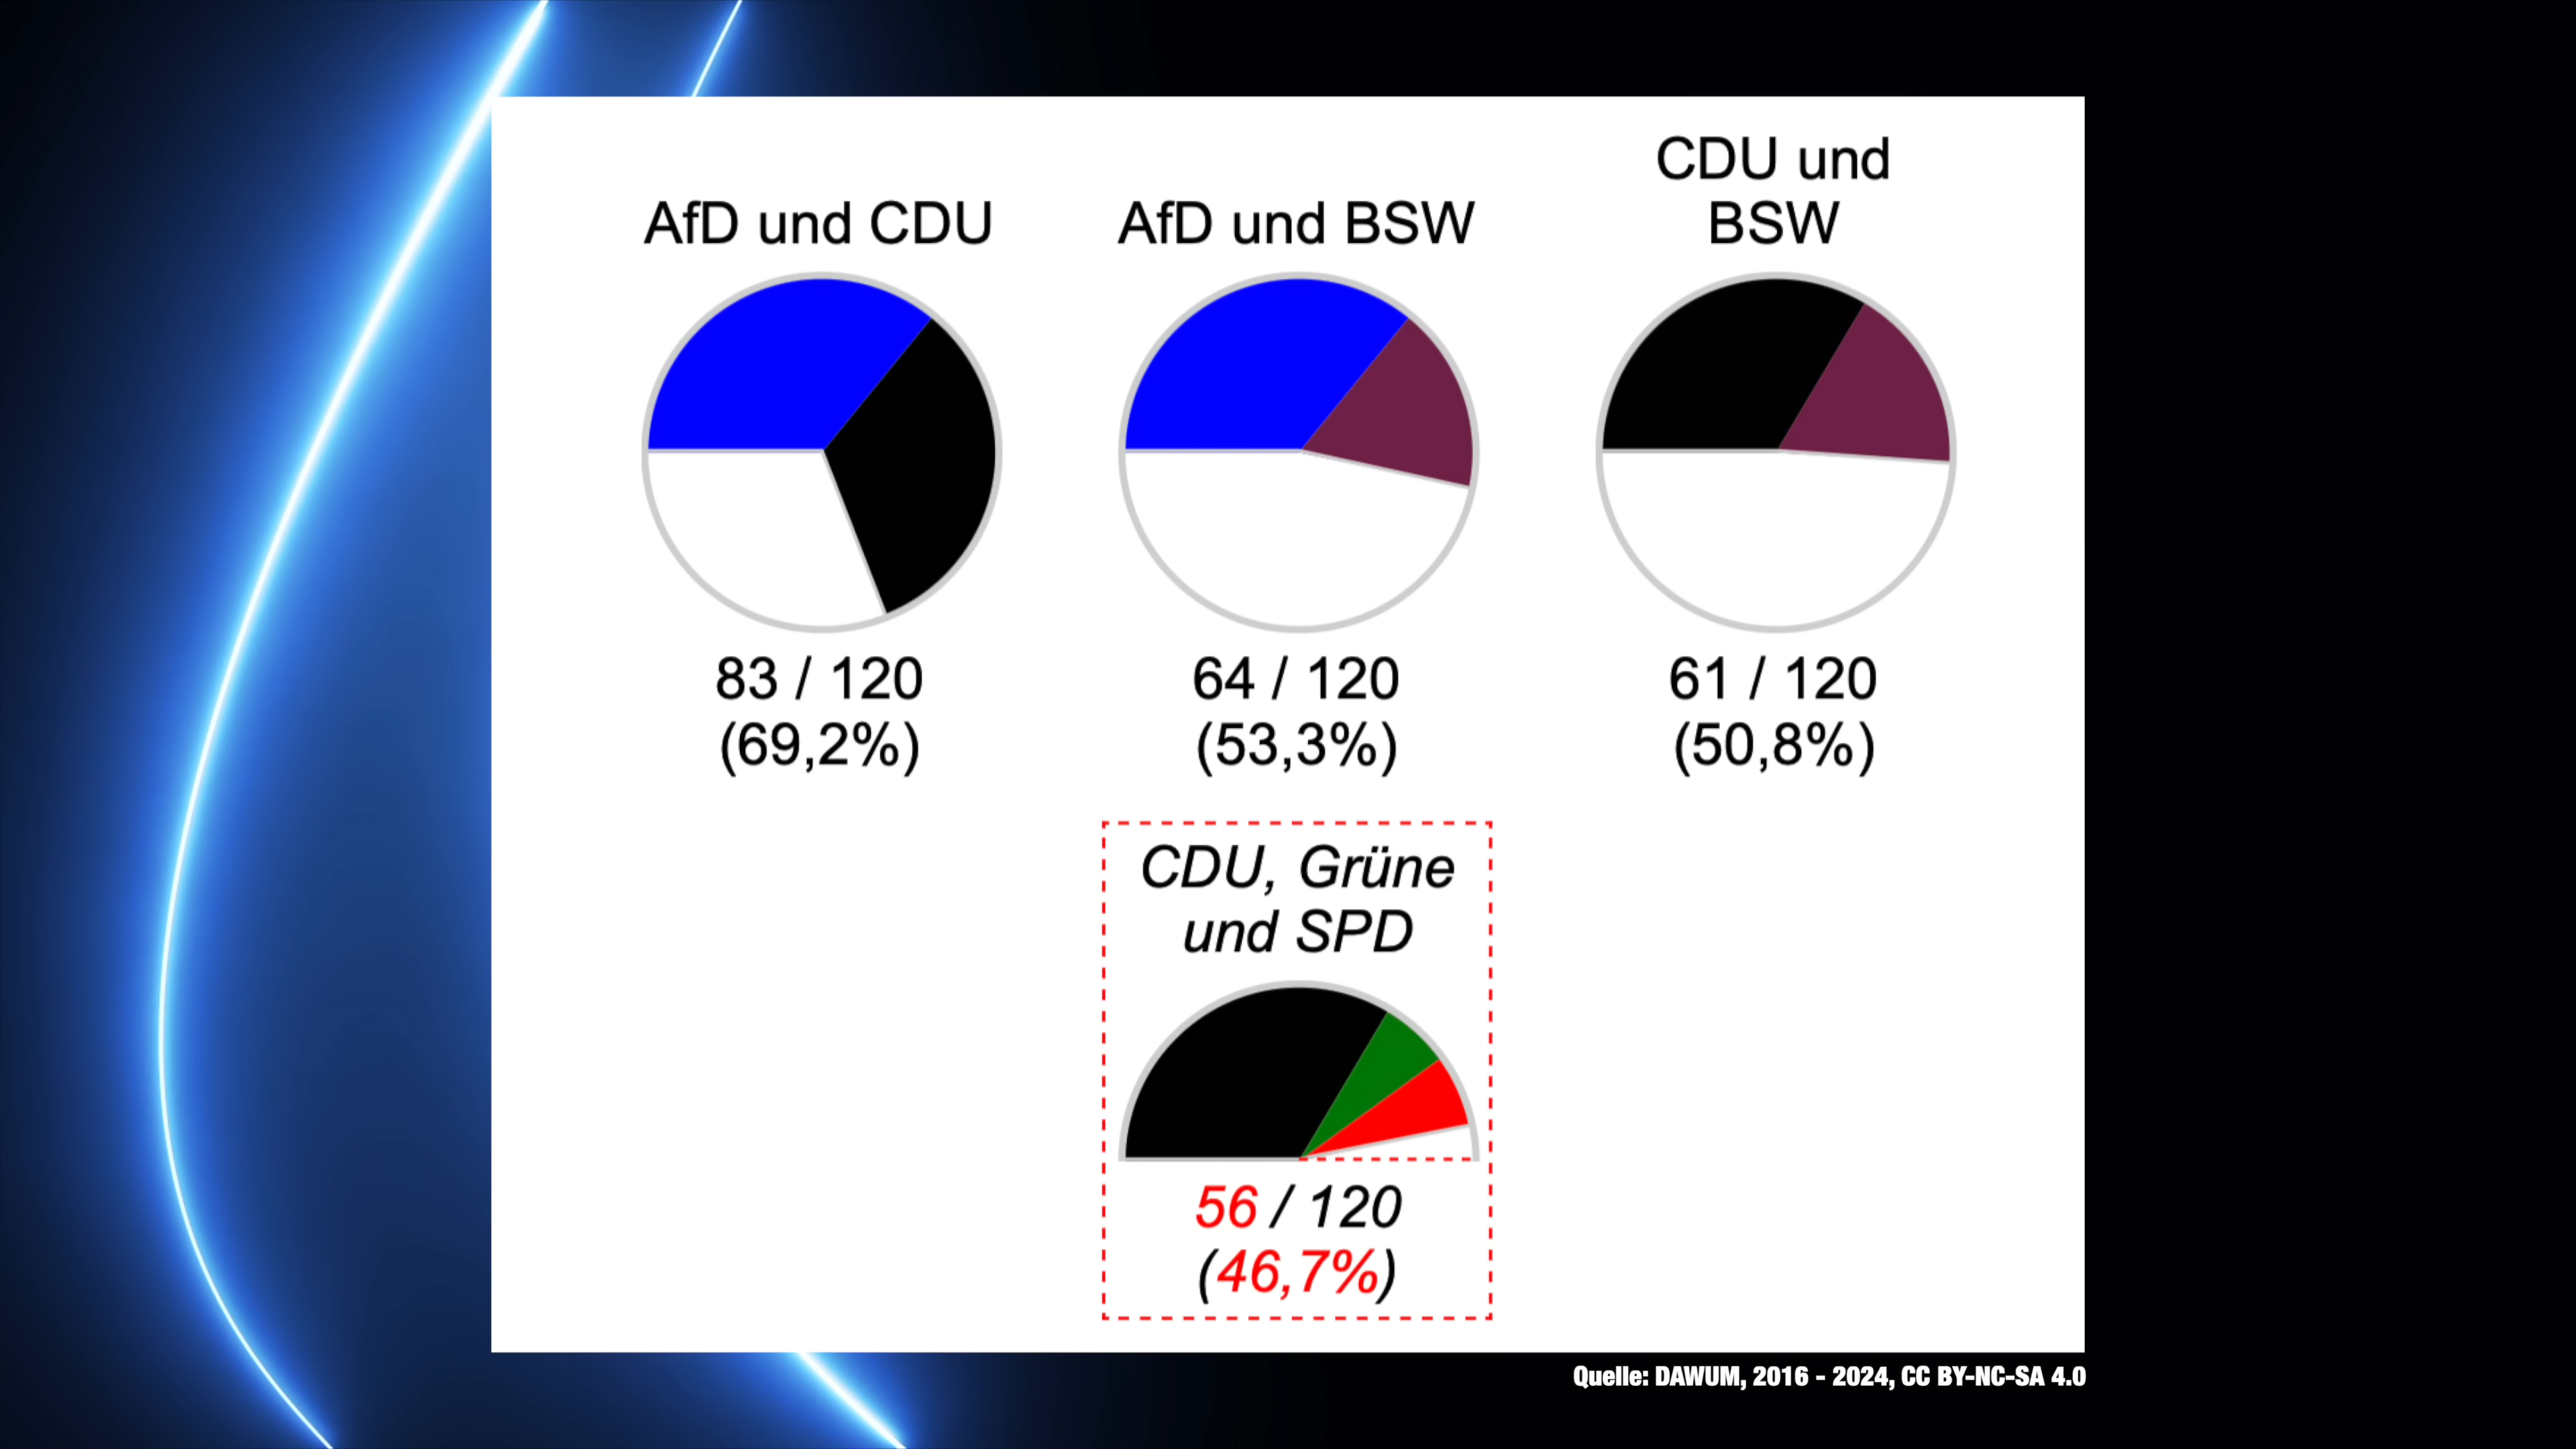 AfD und CDU
83 / 120
(69,2%)
AfD und BSW
64 / 120
(53,3%)
CDU und
BSW
61 / 120
(50,8%)
CDU, Grüne
und SPD
56 / 120
(46,7%)
Quelle: DAWUM, 2016 - 2024, CC BY-NC-SA 4.0